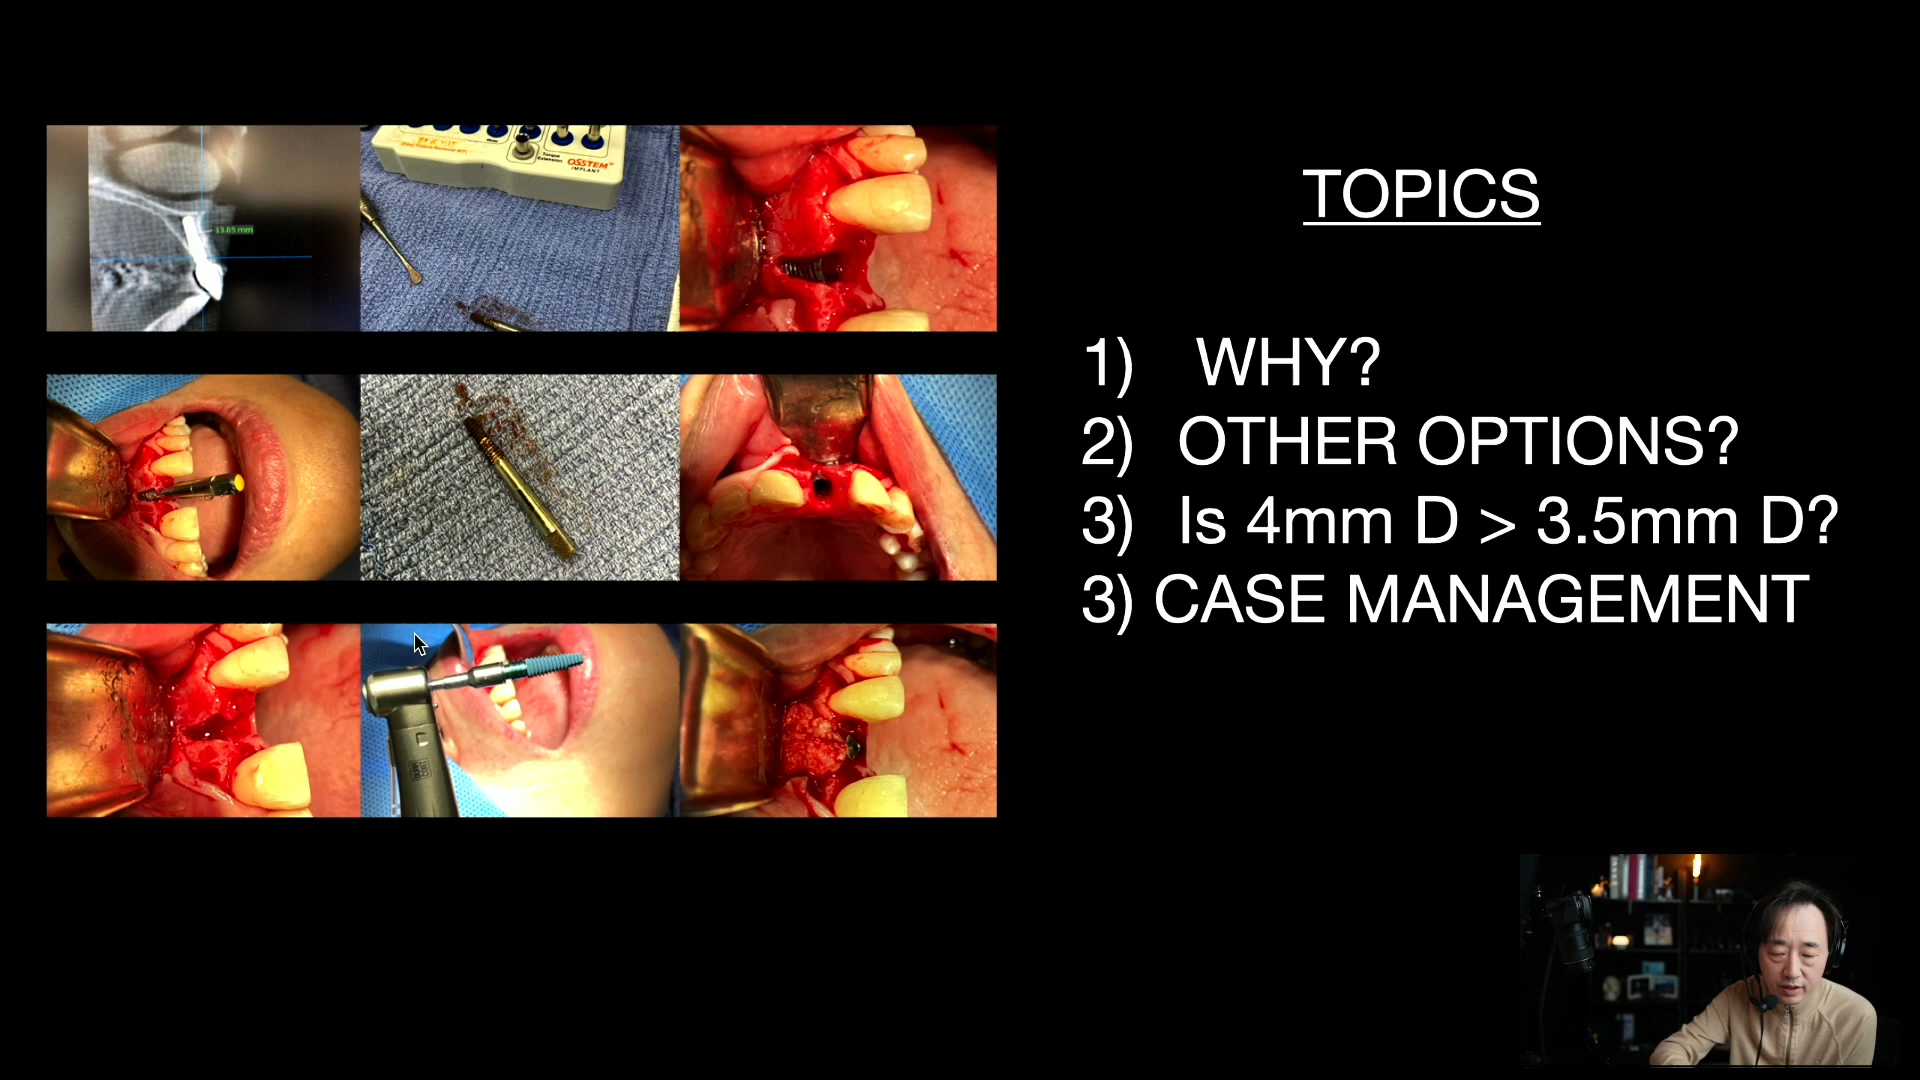 13.05 mm
OSSTEM
IMPLANT
TOPICS
1) WHY?
2) OTHER OPTIONS?
3) Is 4mm D > 3.5mm D?
3) CASE MANAGEMENT